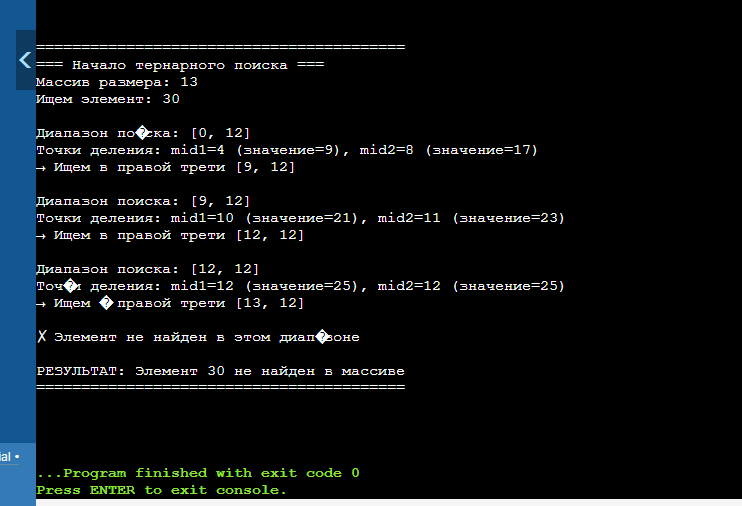 =========================================
=== Начало тернарного поиска ===
Массив размера: 13
Ищем элемент: 30
Диапазон по�ска: [0, 12]
Точки деления: mid1=4 (значение=9), mid2=8 (значение=17)
→ Ищем в правой трети [9, 12]
Диапазон поиска: [9, 12]
Точки деления: mid1=10 (значение=21), mid2=11 (значение=23)
→ Ищем в правой трети [12, 12]
Диапазон поиска: [12, 12]
Точ�и деления: mid1=12 (значение=25), mid2=12 (значение=25)
→ Ищем � правой трети [13, 12]
✗ Элемент не найден в этом диап�зоне
РЕЗУЛЬТАТ: Элемент 30 не найден в массиве
=========================================
ial •
...Program finished with exit code 0
Press ENTER to exit console.